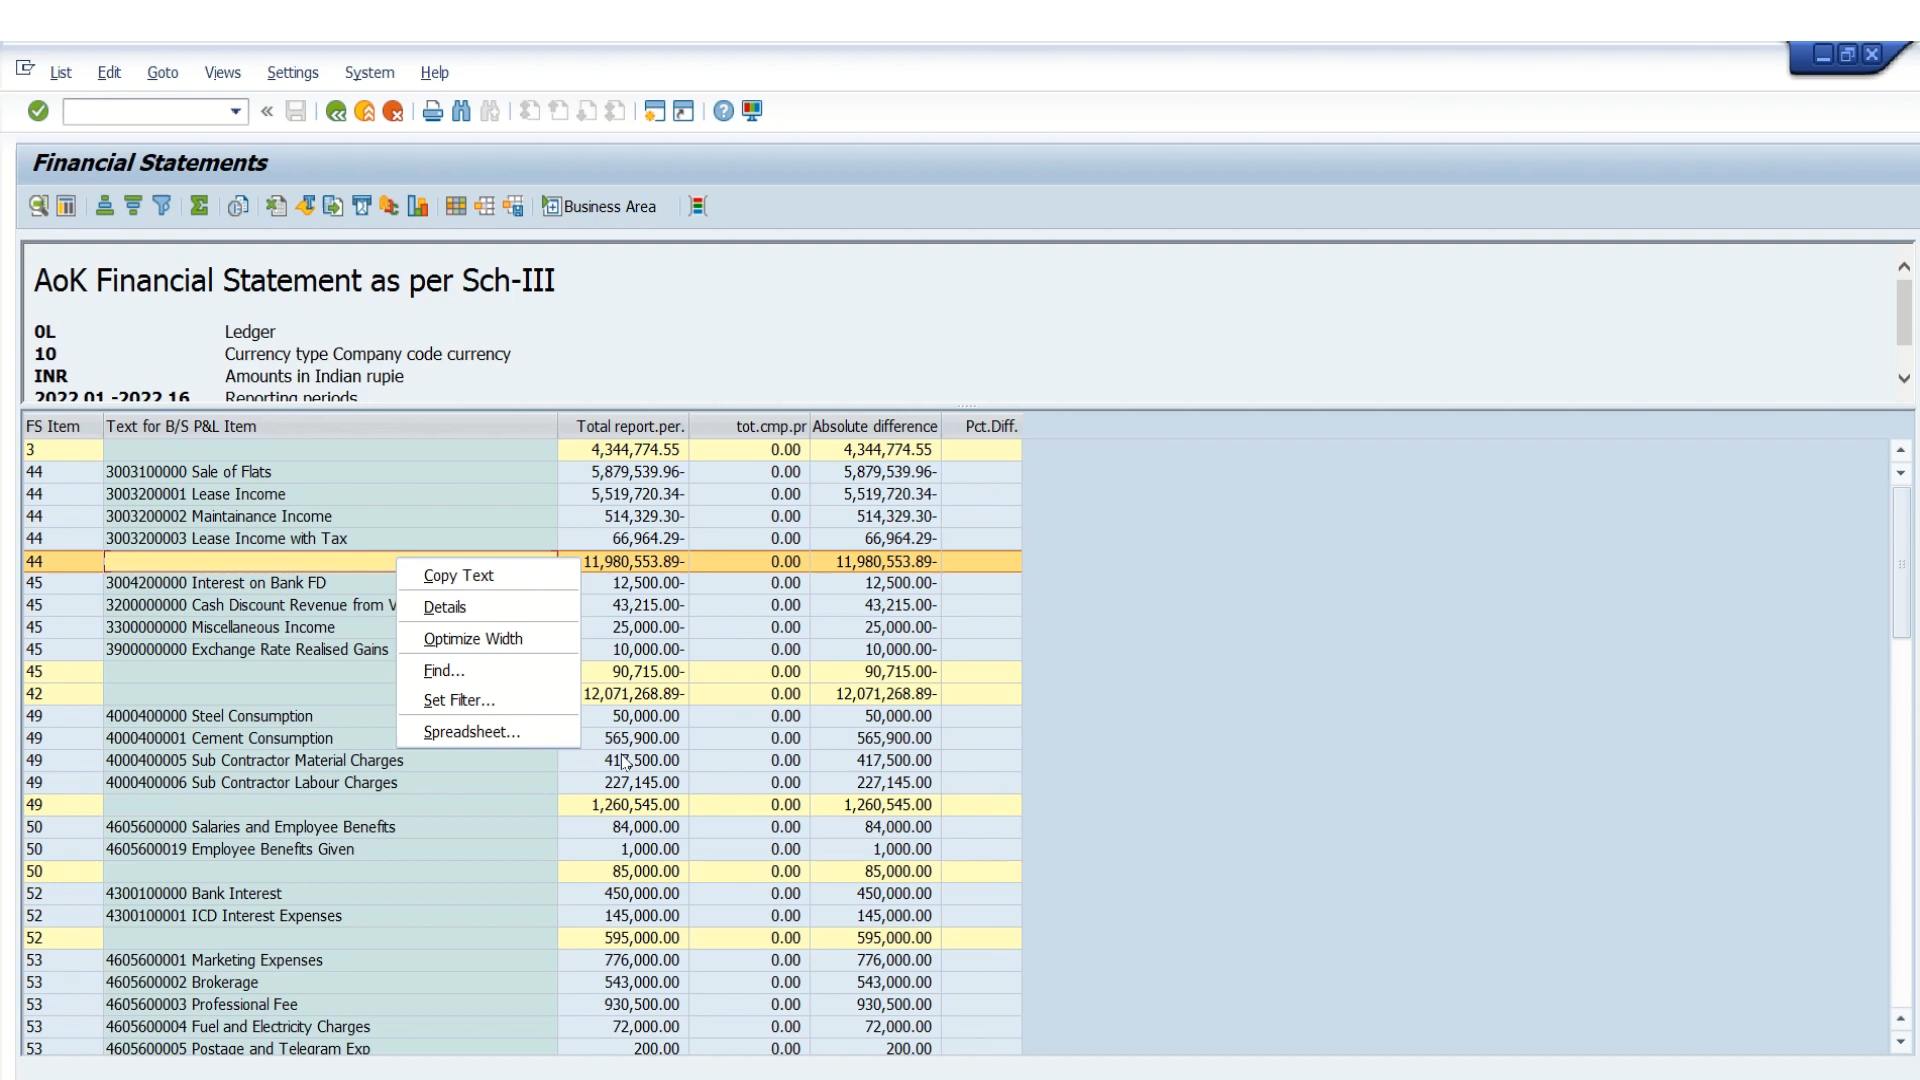 List Edit Goto Views Settings System Help
Financial Statements
Business Area
AoK Financial Statement as per Sch-III
0L Ledger
10 Currency type Company code currency
INR Amounts in Indian rupie
2022.01 -2022.16 Reporting periods
FS Item Text for B/S P&L Item Total report.per. tot.cmp.pr Absolute difference Pct.Diff.
3 4,344,774.55 0.00 4,344,774.55
44 3003100000 Sale of Flats 5,879,539.96- 0.00 5,879,539.96-
44 3003200001 Lease Income 5,519,720.34- 0.00 5,519,720.34-
44 3003200002 Maintainance Income 514,329.30- 0.00 514,329.30-
44 3003200003 Lease Income with Tax 66,964.29- 0.00 66,964.29-
44 11,980,553.89- 0.00 11,980,553.89-
Copy Text
45 3004200000 Interest on Bank FD 12,500.00- 0.00 12,500.00-
45 3200000000 Cash Discount Revenue from V Details 43,215.00- 0.00 43,215.00-
45 3300000000 Miscellaneous Income 25,000.00- 0.00 25,000.00-
Optimize Width
45 3900000000 Exchange Rate Realised Gains 10,000.00- 0.00 10,000.00-
45 Find... 90,715.00- 0.00 90,715.00-
42 Set Filter... 12,071,268.89- 0.00 12,071,268.89-
49 4000400000 Steel Consumption 50,000.00 0.00 50,000.00
Spreadsheet...
49 4000400001 Cement Consumption 565,900.00 0.00 565,900.00
49 4000400005 Sub Contractor Material Charges 417,500.00 0.00 417,500.00
49 4000400006 Sub Contractor Labour Charges 227,145.00 0.00 227,145.00
49 1,260,545.00 0.00 1,260,545.00
50 4605600000 Salaries and Employee Benefits 84,000.00 0.00 84,000.00
50 4605600019 Employee Benefits Given 1,000.00 0.00 1,000.00
50 85,000.00 0.00 85,000.00
52 4300100000 Bank Interest 450,000.00 0.00 450,000.00
52 4300100001 ICD Interest Expenses 145,000.00 0.00 145,000.00
52 595,000.00 0.00 595,000.00
53 4605600001 Marketing Expenses 776,000.00 0.00 776,000.00
53 4605600002 Brokerage 543,000.00 0.00 543,000.00
53 4605600003 Professional Fee 930,500.00 0.00 930,500.00
53 4605600004 Fuel and Electricity Charges 72,000.00 0.00 72,000.00
53 4605600005 Postage and Telegram Exp 200.00 0.00 200.00